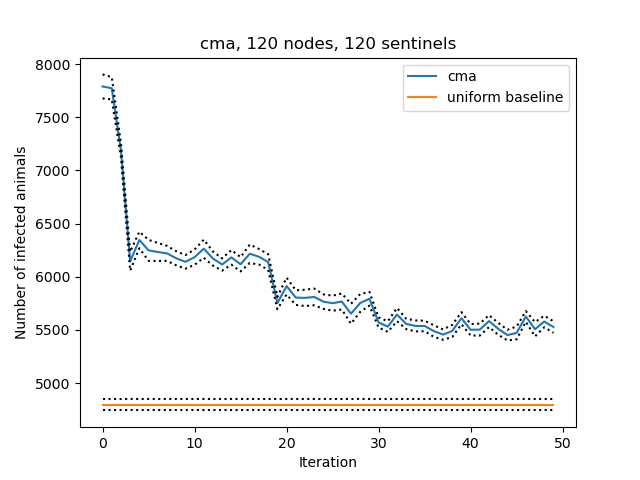 cma, 120 nodes, 120 sentinels
8000
7500
7000
6500
6000
5500
5000
Number of infected animals
cma
uniform baseline
0
10
20
30
40
50
Iteration